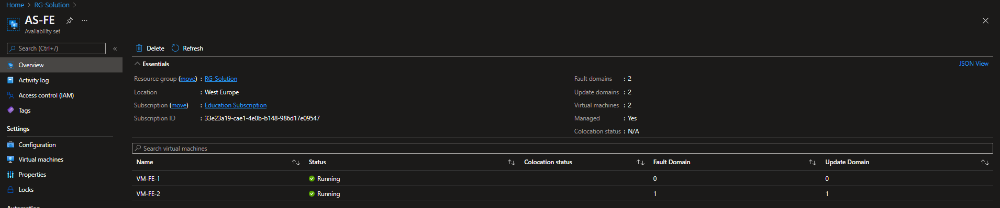 Home > RG-Solution >
AS-FE
Availability set
Search (Ctrl+/)
«
Delete Refresh
Overview
Activity log
Access control (IAM)
Tags
Settings
Configuration
Virtual machines
Properties
Locks
Essentials
JSON View
Resource group (move) : RG-Solution
Location : West Europe
Subscription (move) : Education Subscription
Subscription ID : 33e23a19-cae1-4e0b-b148-986d17e09547
Fault domains : 2
Update domains : 2
Virtual machines : 2
Managed : Yes
Colocation status : N/A
Search virtual machines
Name Status Colocation status Fault Domain Update Domain
VM-FE-1 Running 0 0
VM-FE-2 Running 1 1